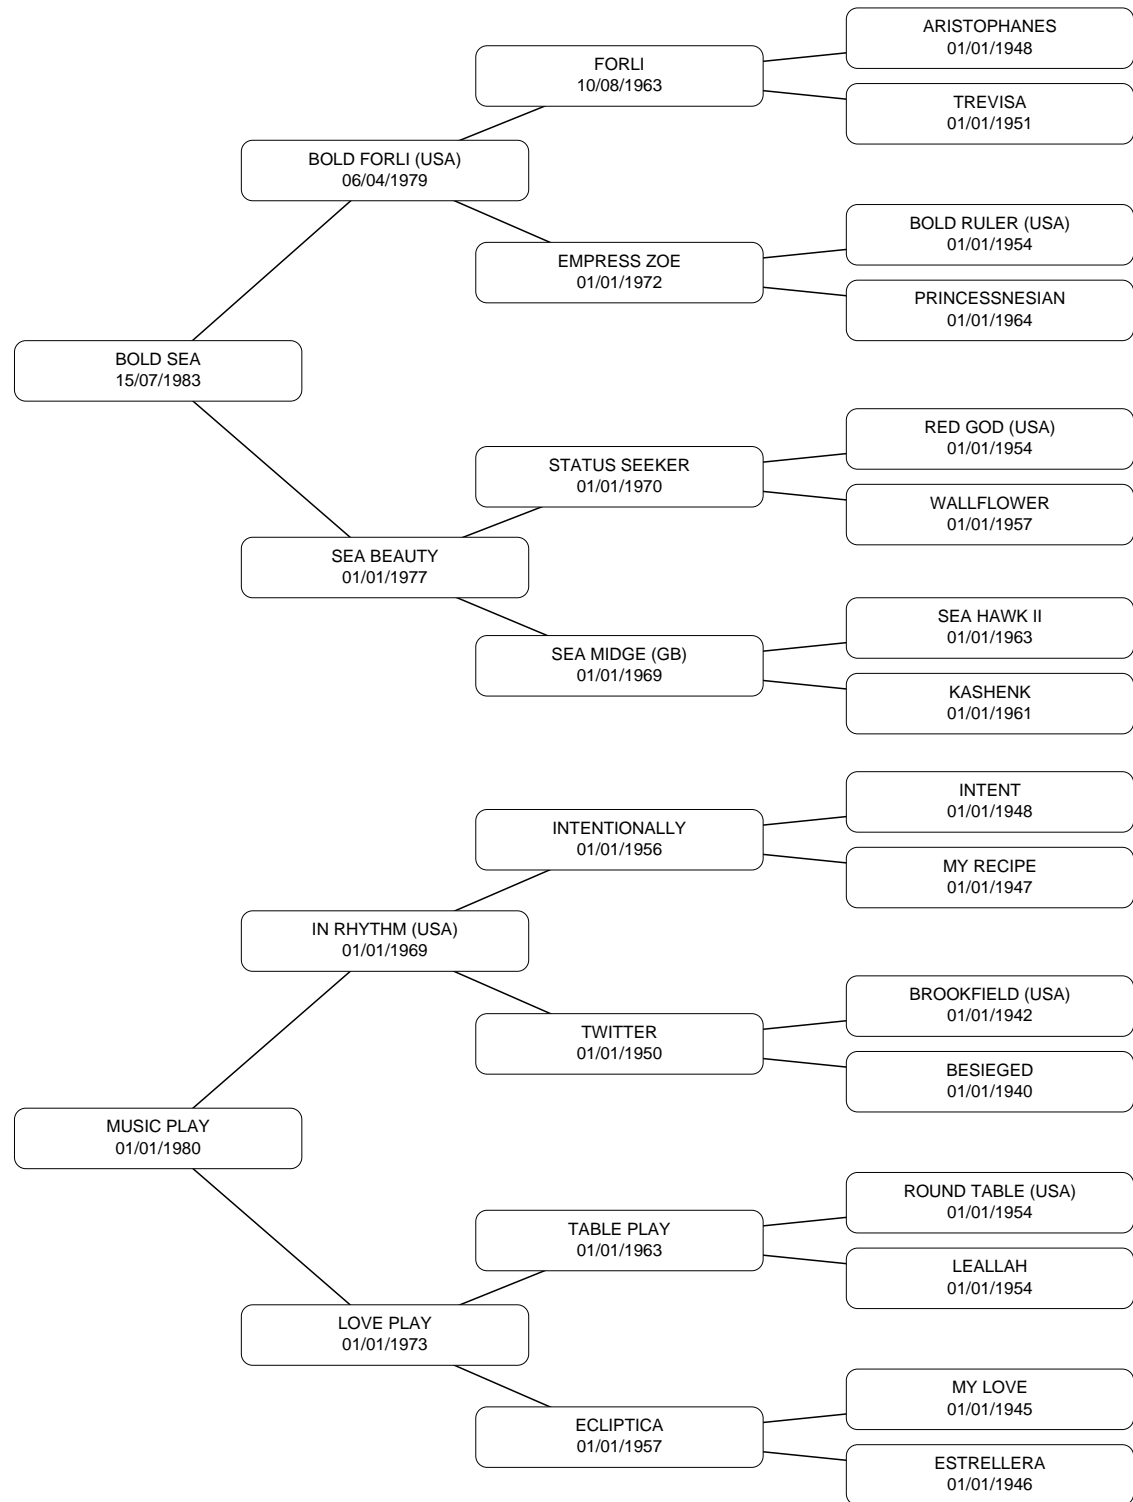 ARISTOPHANES
01/01/1948
FORLI
10/08/1963
TREVISA
01/01/1951
BOLD FORLI (USA)
06/04/1979
BOLD RULER (USA)
01/01/1954
EMPRESS ZOE
01/01/1972
PRINCESSNESIAN
01/01/1964
BOLD SEA
15/07/1983
RED GOD (USA)
01/01/1954
STATUS SEEKER
01/01/1970
WALLFLOWER
01/01/1957
SEA BEAUTY
01/01/1977
SEA HAWK II
01/01/1963
SEA MIDGE (GB)
01/01/1969
KASHENK
01/01/1961
INTENT
01/01/1948
INTENTIONALLY
01/01/1956
MY RECIPE
01/01/1947
IN RHYTHM (USA)
01/01/1969
BROOKFIELD (USA)
01/01/1942
TWITTER
01/01/1950
BESIEGED
01/01/1940
MUSIC PLAY
01/01/1980
ROUND TABLE (USA)
01/01/1954
TABLE PLAY
01/01/1963
LEALLAH
01/01/1954
LOVE PLAY
01/01/1973
MY LOVE
01/01/1945
ECLIPTICA
01/01/1957
ESTRELLERA
01/01/1946